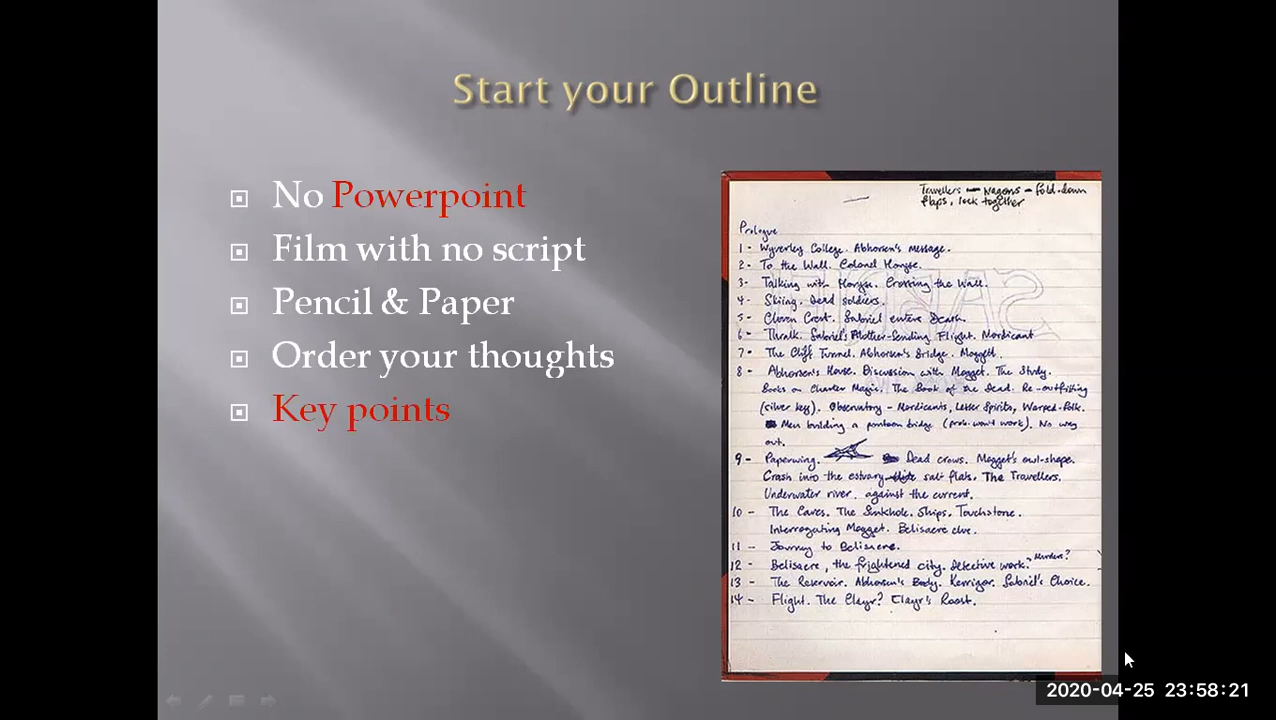 Start your Outline
No Powerpoint
Film with no script
Pencil & Paper
Order your thoughts
Key points
Travellers - wagons - fold-down
flaps, lock together
Prologue
1 - Wyverley College. Abhorsen's message.
2 - To the Wall. Colonel Horyse.
3 - Talking with Horyse. Crossing the Wall.
4 - Skiing. Dead soldiers.
5 - Cloven Crest. Sabriel enters Death.
6 - Thralk. Sabriel's Mother-Sending. Flight. Mordicant
7 - The Cliff Tunnel. Abhorsen's Bridge. Moggett.
8 - Abhorsen's House. Discussion with Mogget. The Study.
Books on Charter Magic. The Book of the Dead. Re-outfitting
(silver key). Observatory - Mordicants, Lesser Spirits, Warped-folk.
Men building a pontoon bridge (prob. won't work). No way
out.
9 - Paperwing. Dead crows. Mogget's owl-shape.
Crash into the estuary salt flats. The Travellers.
Underwater river, against the current.
10 - The Caves. The Sinkhole. Ships. Touchstone.
Interrogating Mogget. Belisaere clue.
11 - Journey to Belisaere.
12 - Belisaere, the frightened city. Detective work. Murders?
13 - The Reservoir. Abhorsen's Body. Kerrigor. Sabriel's Choice.
14 - Flight. The Clayr? Clayr's Roost.
2020-04-25 23:58:21